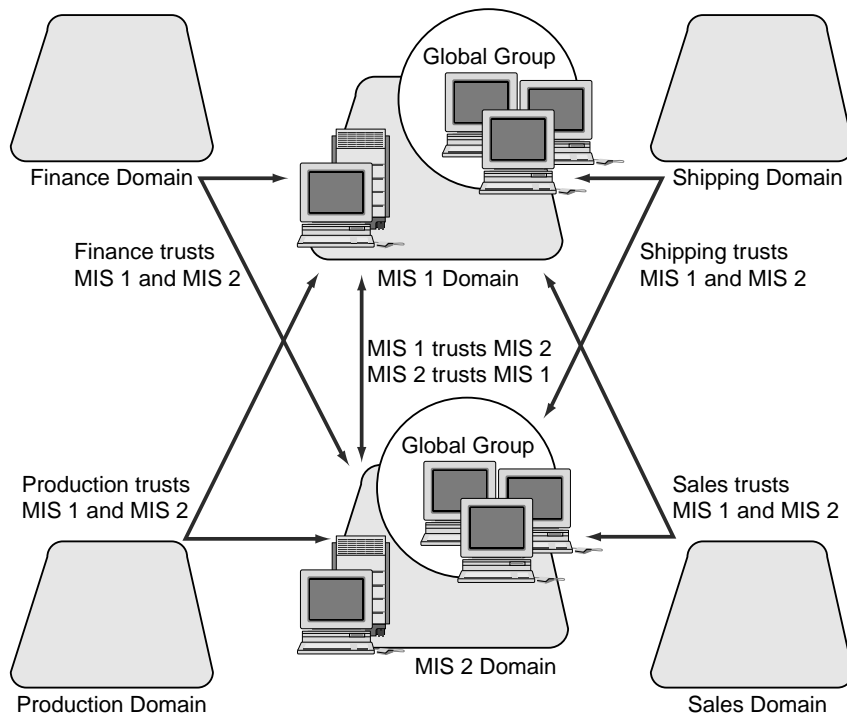 Global Group
Finance Domain
Shipping Domain
Finance trusts
MIS 1 and MIS 2
MIS 1 Domain
Shipping trusts
MIS 1 and MIS 2
MIS 1 trusts MIS 2
MIS 2 trusts MIS 1
Global Group
Production trusts
MIS 1 and MIS 2
Sales trusts
MIS 1 and MIS 2
MIS 2 Domain
Production Domain
Sales Domain